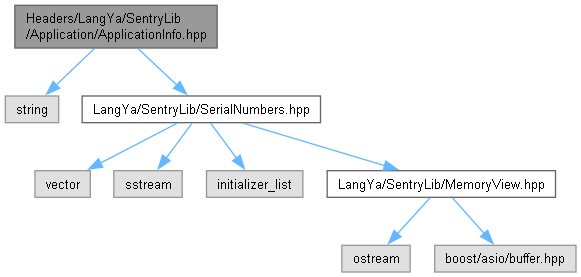 Headers/LangYa/SentryLib
/Application/ApplicationInfo.hpp
string
LangYa/SentryLib/SerialNumbers.hpp
vector
sstream
initializer_list
LangYa/SentryLib/MemoryView.hpp
ostream
boost/asio/buffer.hpp